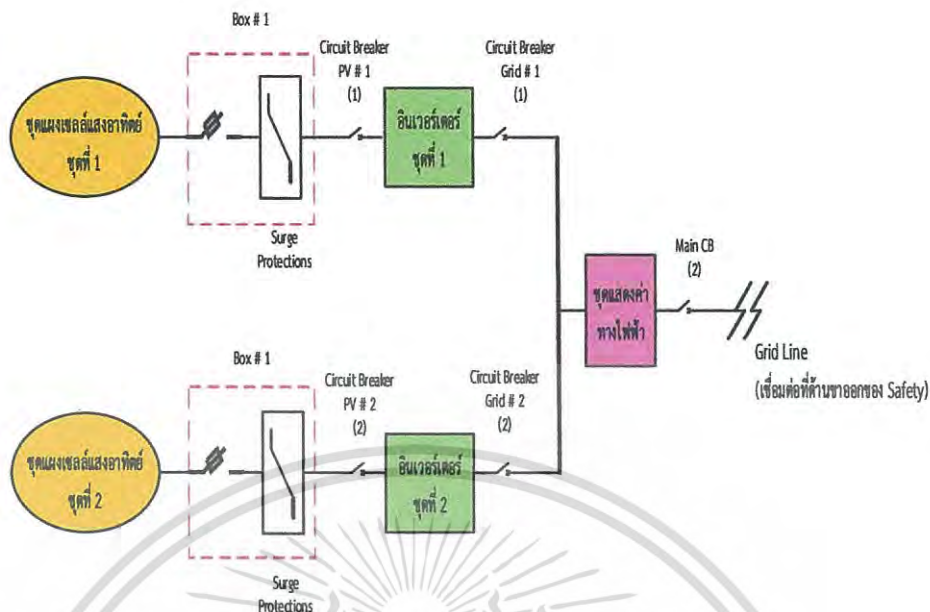 Box # 1
Circuit Breaker
PV # 1
(1)
Circuit Breaker
Grid # 1
(1)
ชุดแผงเซลล์แสงอาทิตย์
ชุดที่ 1
อินเวอร์เตอร์
ชุดที่ 1
Surge
Protections
ชุดแสดงค่า
ทางไฟฟ้า
Main CB
(2)
Grid Line
(เชื่อมต่อที่ด้านขาออกของ Safety)
Box # 1
Circuit Breaker
PV # 2
(2)
Circuit Breaker
Grid # 2
(2)
ชุดแผงเซลล์แสงอาทิตย์
ชุดที่ 2
อินเวอร์เตอร์
ชุดที่ 2
Surge
Protections